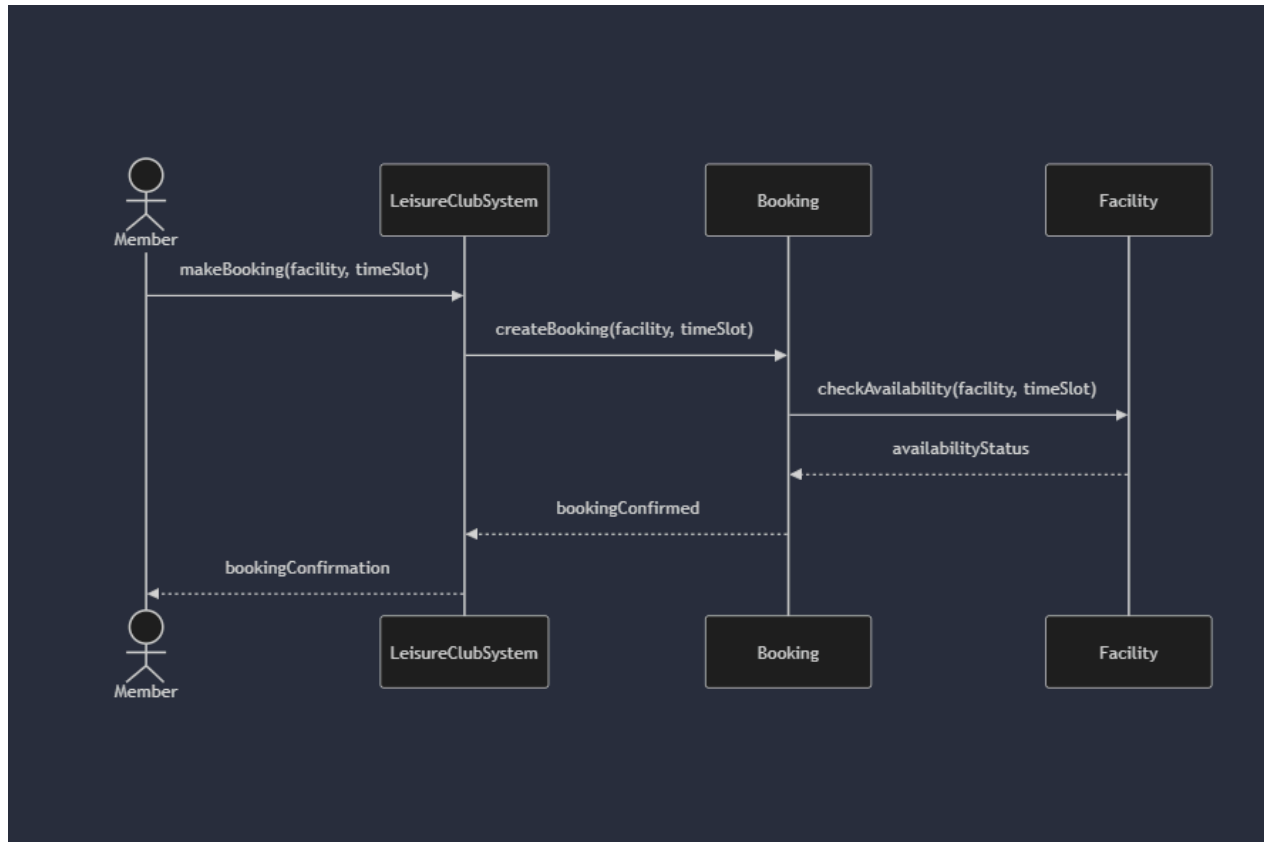 Member
LeisureClubSystem
Booking
Facility
makeBooking(facility, timeSlot)
createBooking(facility, timeSlot)
checkAvailability(facility, timeSlot)
availabilityStatus
bookingConfirmed
bookingConfirmation
Member
LeisureClubSystem
Booking
Facility